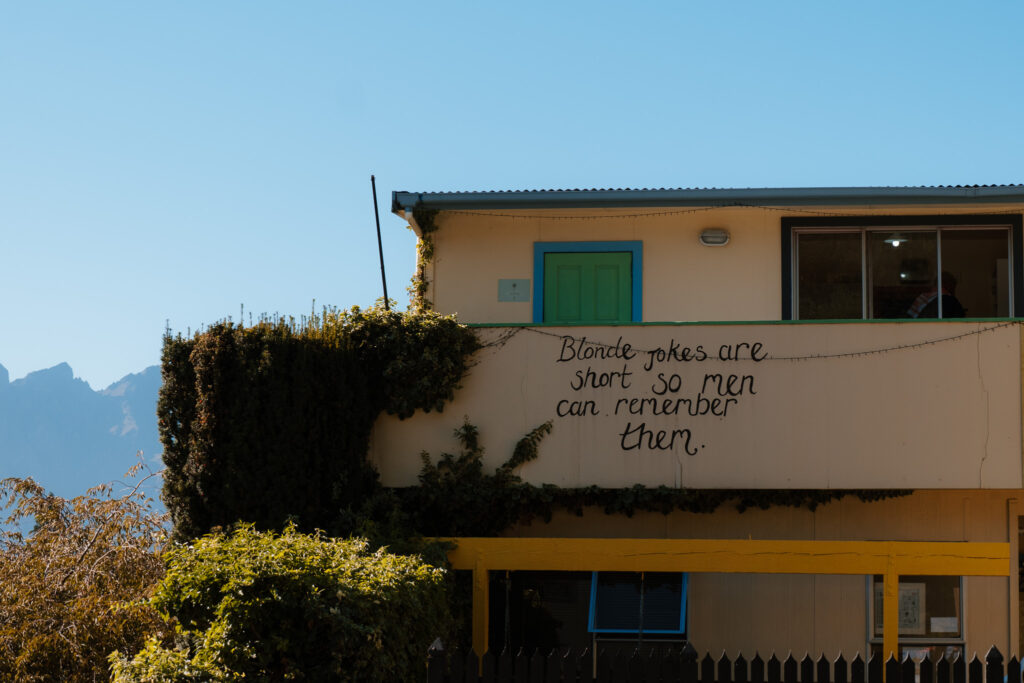 Blonde jokes are
short so men
can remember
them.